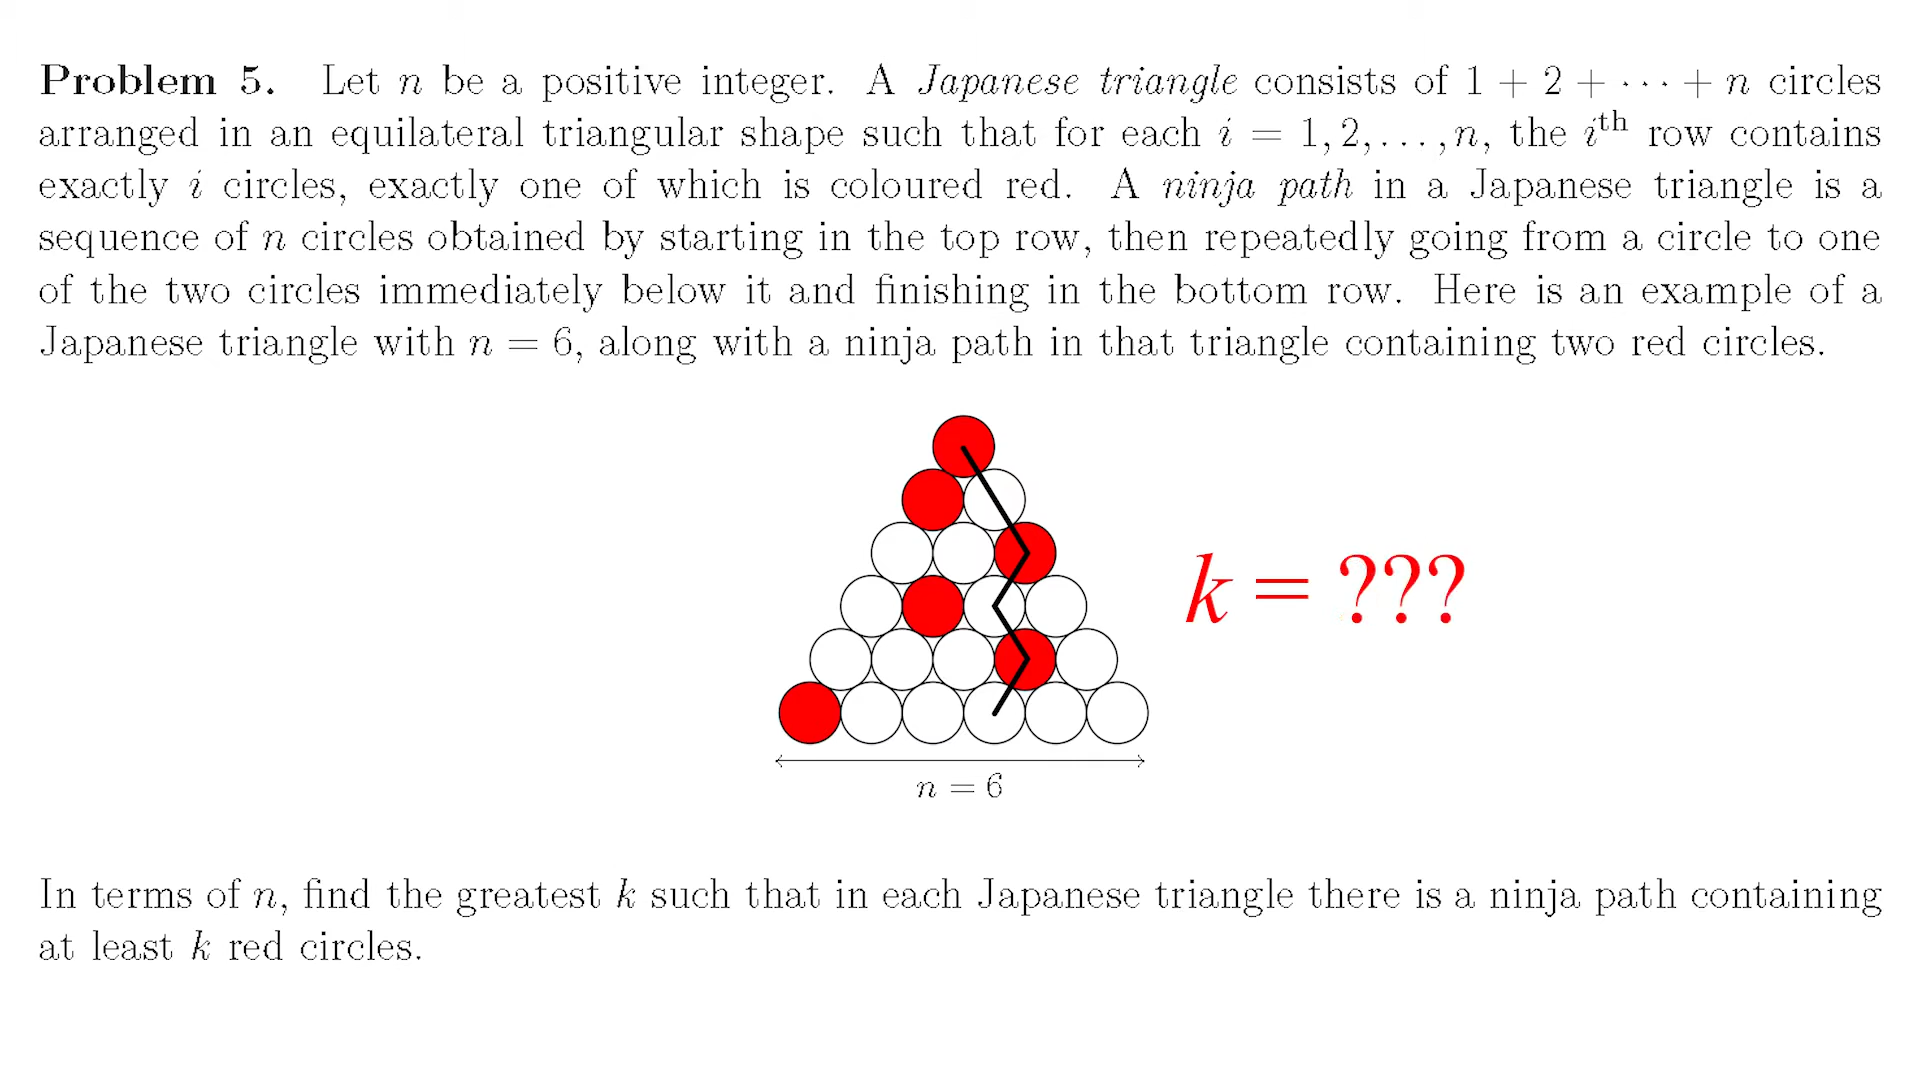 Problem 5. Let n be a positive integer. A Japanese triangle consists of 1 + 2 + ··· + n circles
arranged in an equilateral triangular shape such that for each i = 1, 2, . . . , n, the iᵗʰ row contains
exactly i circles, exactly one of which is coloured red. A ninja path in a Japanese triangle is a
sequence of n circles obtained by starting in the top row, then repeatedly going from a circle to one
of the two circles immediately below it and finishing in the bottom row. Here is an example of a
Japanese triangle with n = 6, along with a ninja path in that triangle containing two red circles.
k = ???
n = 6
In terms of n, find the greatest k such that in each Japanese triangle there is a ninja path containing
at least k red circles.